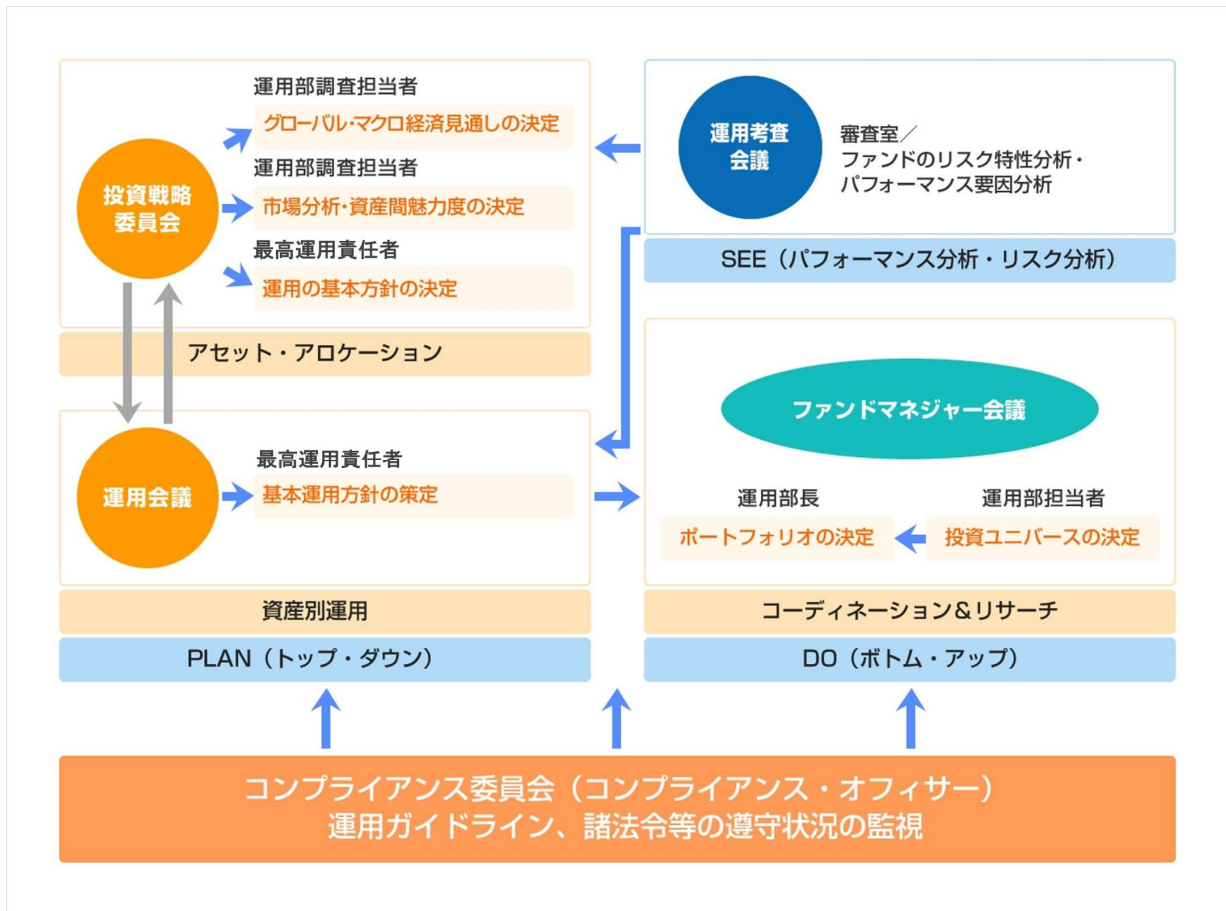 運用部調査担当者
グローバル・マクロ経済見通しの決定
投資戦略
委員会
運用部調査担当者
市場分析・資産間魅力度の決定
最高運用責任者
運用の基本方針の決定
アセット・アロケーション
運用考査
会議
審査室／
ファンドのリスク特性分析・
パフォーマンス要因分析
SEE（パフォーマンス分析・リスク分析）
運用会議
最高運用責任者
基本運用方針の策定
資産別運用
PLAN（トップ・ダウン）
ファンドマネジャー会議
運用部長
ポートフォリオの決定
運用部担当者
投資ユニバースの決定
コーディネーション＆リサーチ
DO（ボトム・アップ）
コンプライアンス委員会（コンプライアンス・オフィサー）
運用ガイドライン、諸法令等の遵守状況の監視